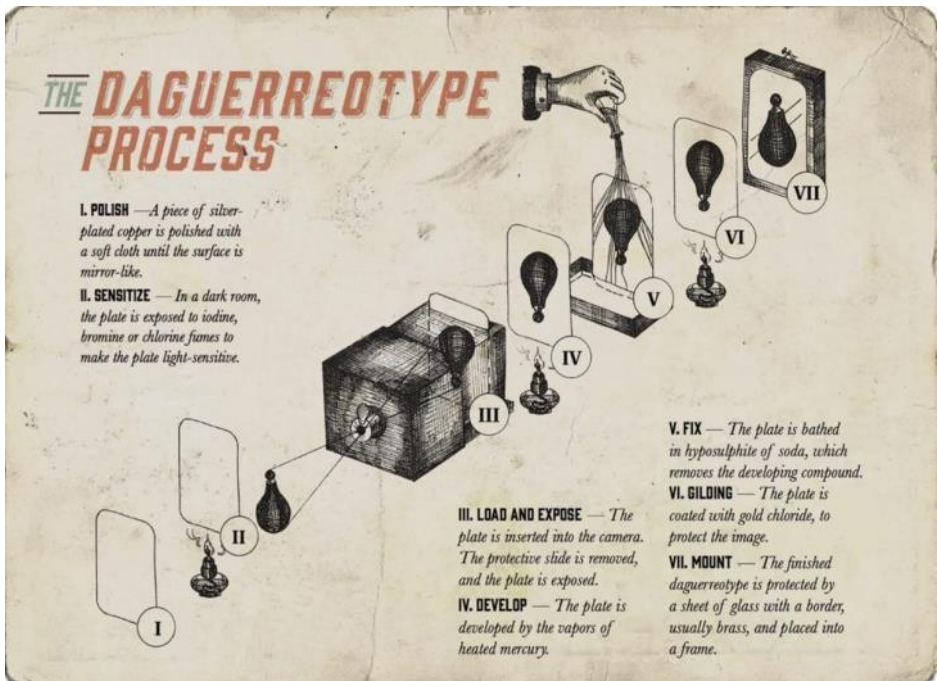 THE DAGUERREOTYPE
PROCESS
I. POLISH — A piece of silver-
plated copper is polished with
a soft cloth until the surface is
mirror-like.
II. SENSITIZE — In a dark room,
the plate is exposed to iodine,
bromine or chlorine fumes to
make the plate light-sensitive.
III. LOAD AND EXPOSE — The
plate is inserted into the camera.
The protective slide is removed,
and the plate is exposed.
IV. DEVELOP — The plate is
developed by the vapors of
heated mercury.
V. FIX — The plate is bathed
in hyposulphite of soda, which
removes the developing compound.
VI. GILDING — The plate is
coated with gold chloride, to
protect the image.
VII. MOUNT — The finished
daguerreotype is protected by
a sheet of glass with a border,
usually brass, and placed into
a frame.
I
II
III
IV
V
VI
VII